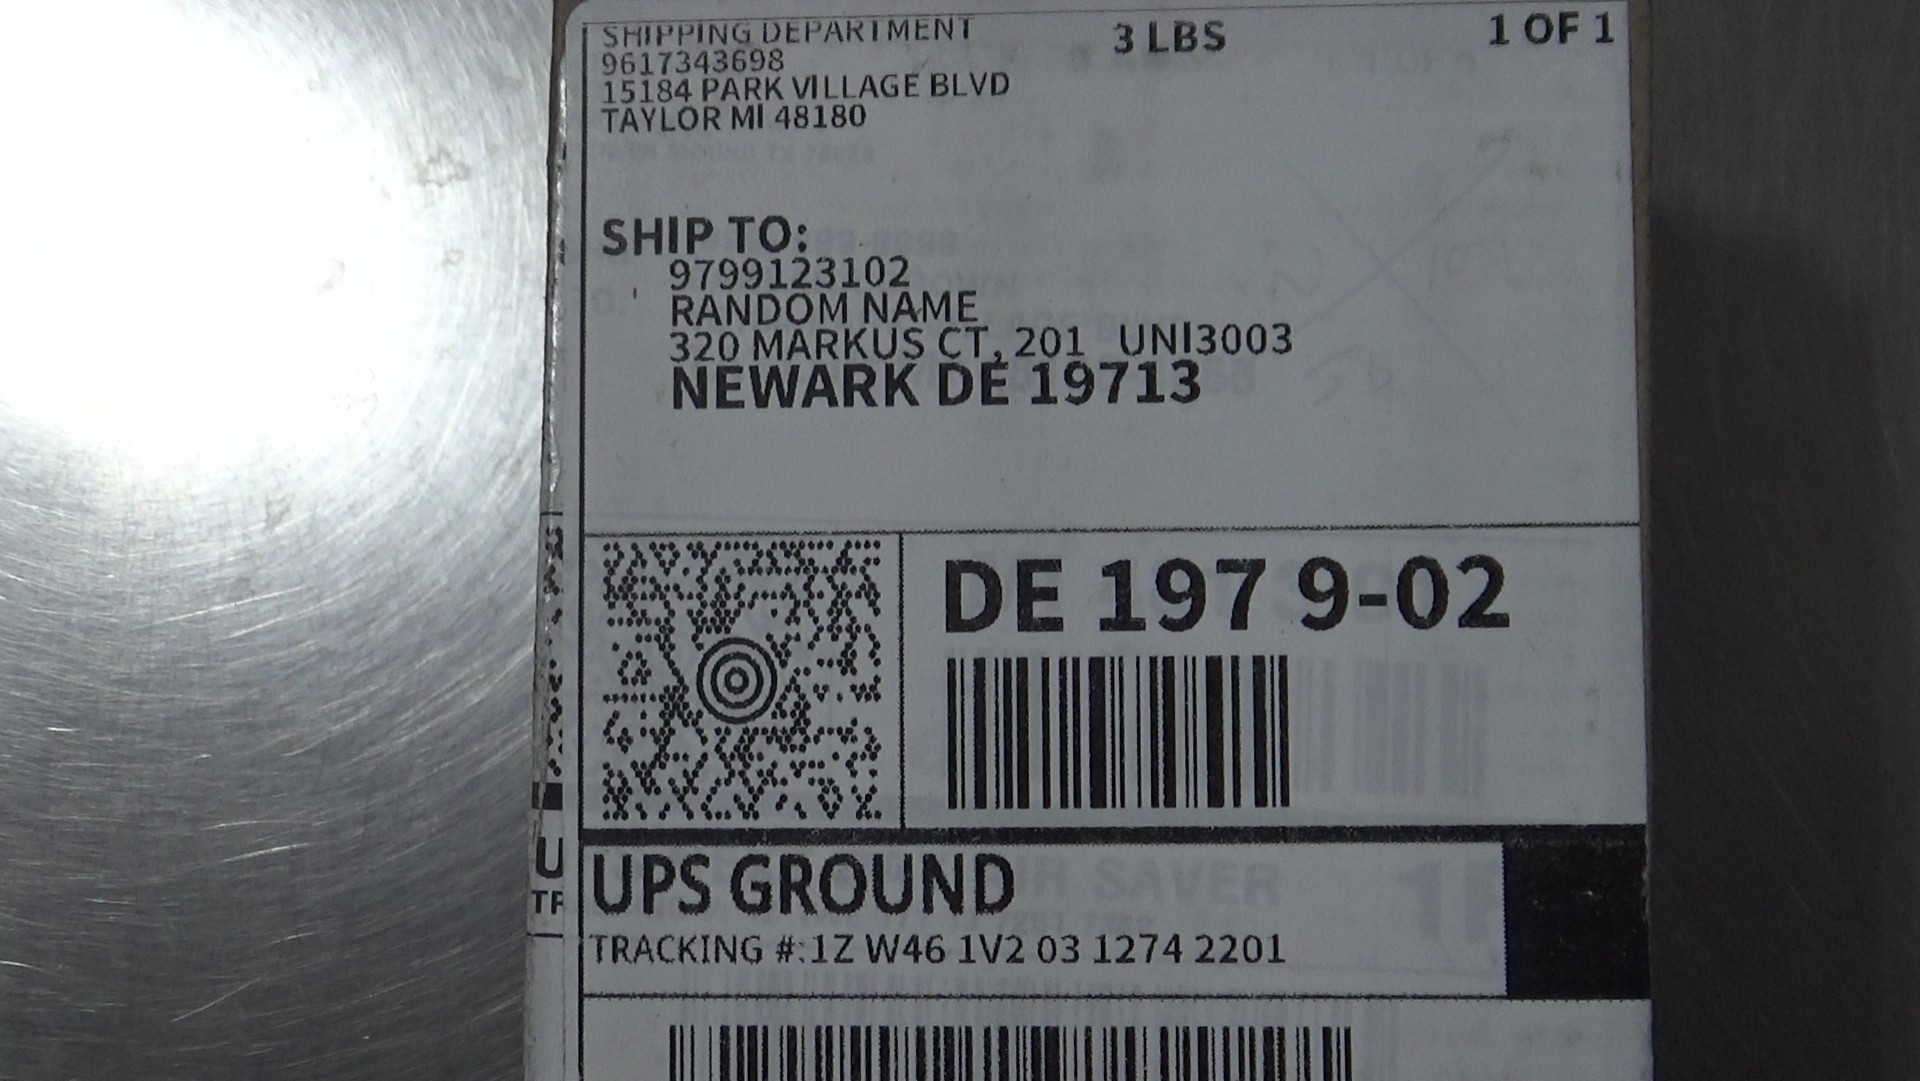 SHIPPING DEPARTMENT
3 LBS
1 OF 1
9617343698
15184 PARK VILLAGE BLVD
TAYLOR MI 48180
SHIP TO:
9799123102
RANDOM NAME
320 MARKUS CT, 201 UNI3003
NEWARK DE 19713
DE 197 9-02
UPS GROUND
TRACKING #:1Z W46 1V2 03 1274 2201
U
TR